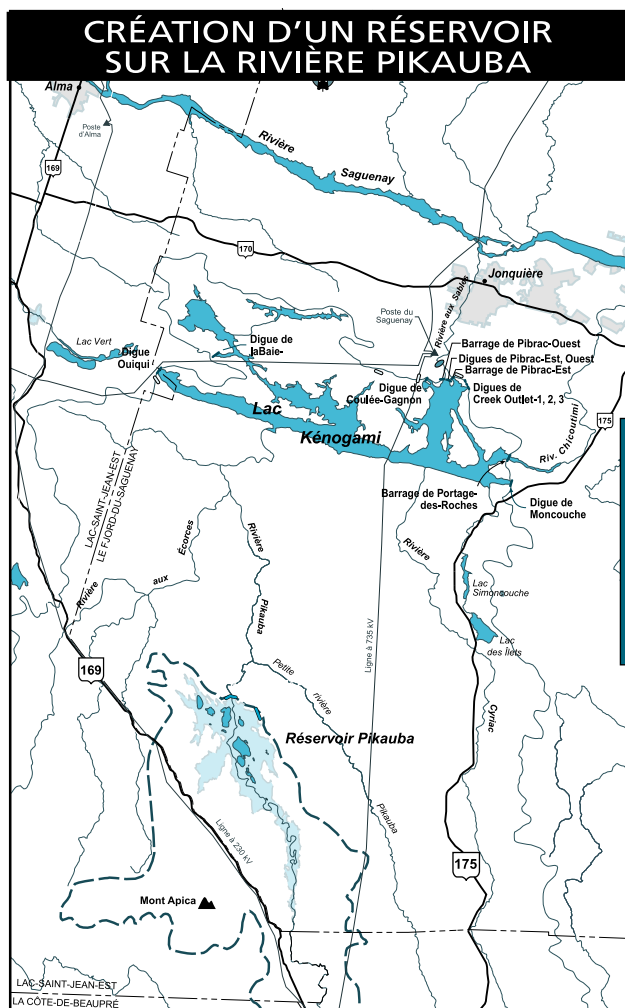 CRÉATION D'UN RÉSERVOIR
SUR LA RIVIÈRE PIKAUBA
Alma
Poste
d'Alma
Rivière
Saguenay
169
170
Jonquière
Rivière aux Sables
Poste du
Saguenay
Lac Vert
Digue
Ouiqui
Digue de
laBaie-
Barrage de Pibrac-Ouest
Digues de Pibrac-Est, Ouest
Barrage de Pibrac-Est
Digue de
Coulée-Gagnon
Digues de
Creek Outlet-1, 2, 3
Lac
Kénogami
Riv. Chicoutimi
175
Barrage de Portage-
des-Roches
Digue de
Moncouche
LAC-SAINT-JEAN-EST
LE FJORD-DU-SAGUENAY
Rivière
aux
Écorces
Rivière
Pikauba
Rivière
Cyriac
Lac
Simoncouche
Lac
des Îlets
Ligne à 735 kV
169
Petite
rivière
Pikauba
Réservoir Pikauba
Ligne à 230 kV
175
Mont Apica
LAC-SAINT-JEAN-EST
LA CÔTE-DE-BEAUPRÉ